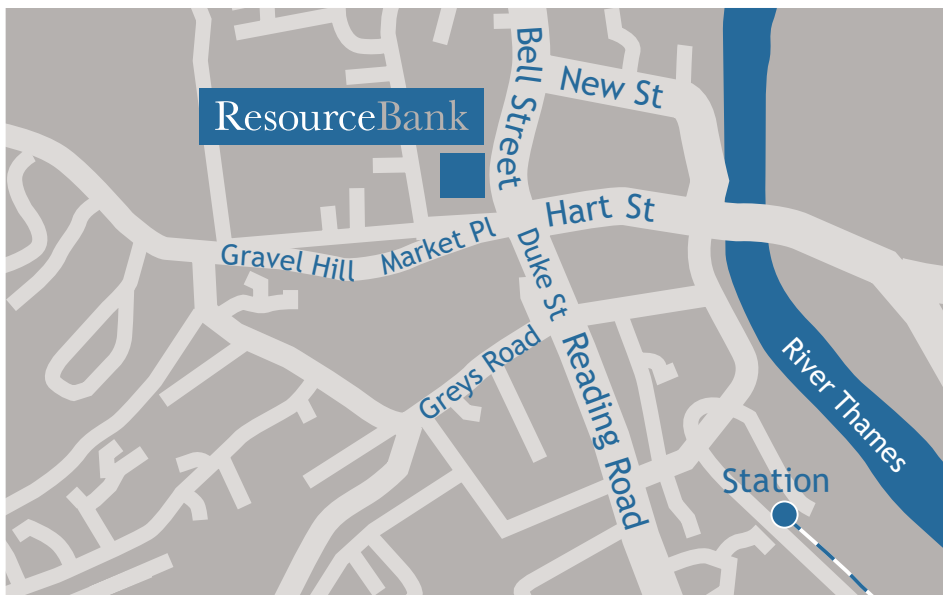 Bell Street
New St
ResourceBank
Hart St
Market Pl
Gravel Hill
Duke St
Greys Road
Reading Road
River Thames
Station